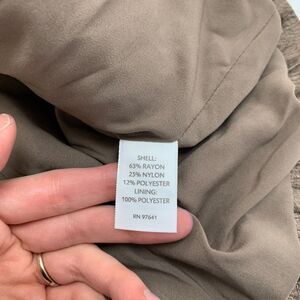 SHELL:
63% RAYON
25% NYLON
12% POLYESTER
LINING:
100% POLYESTER
RN 97641